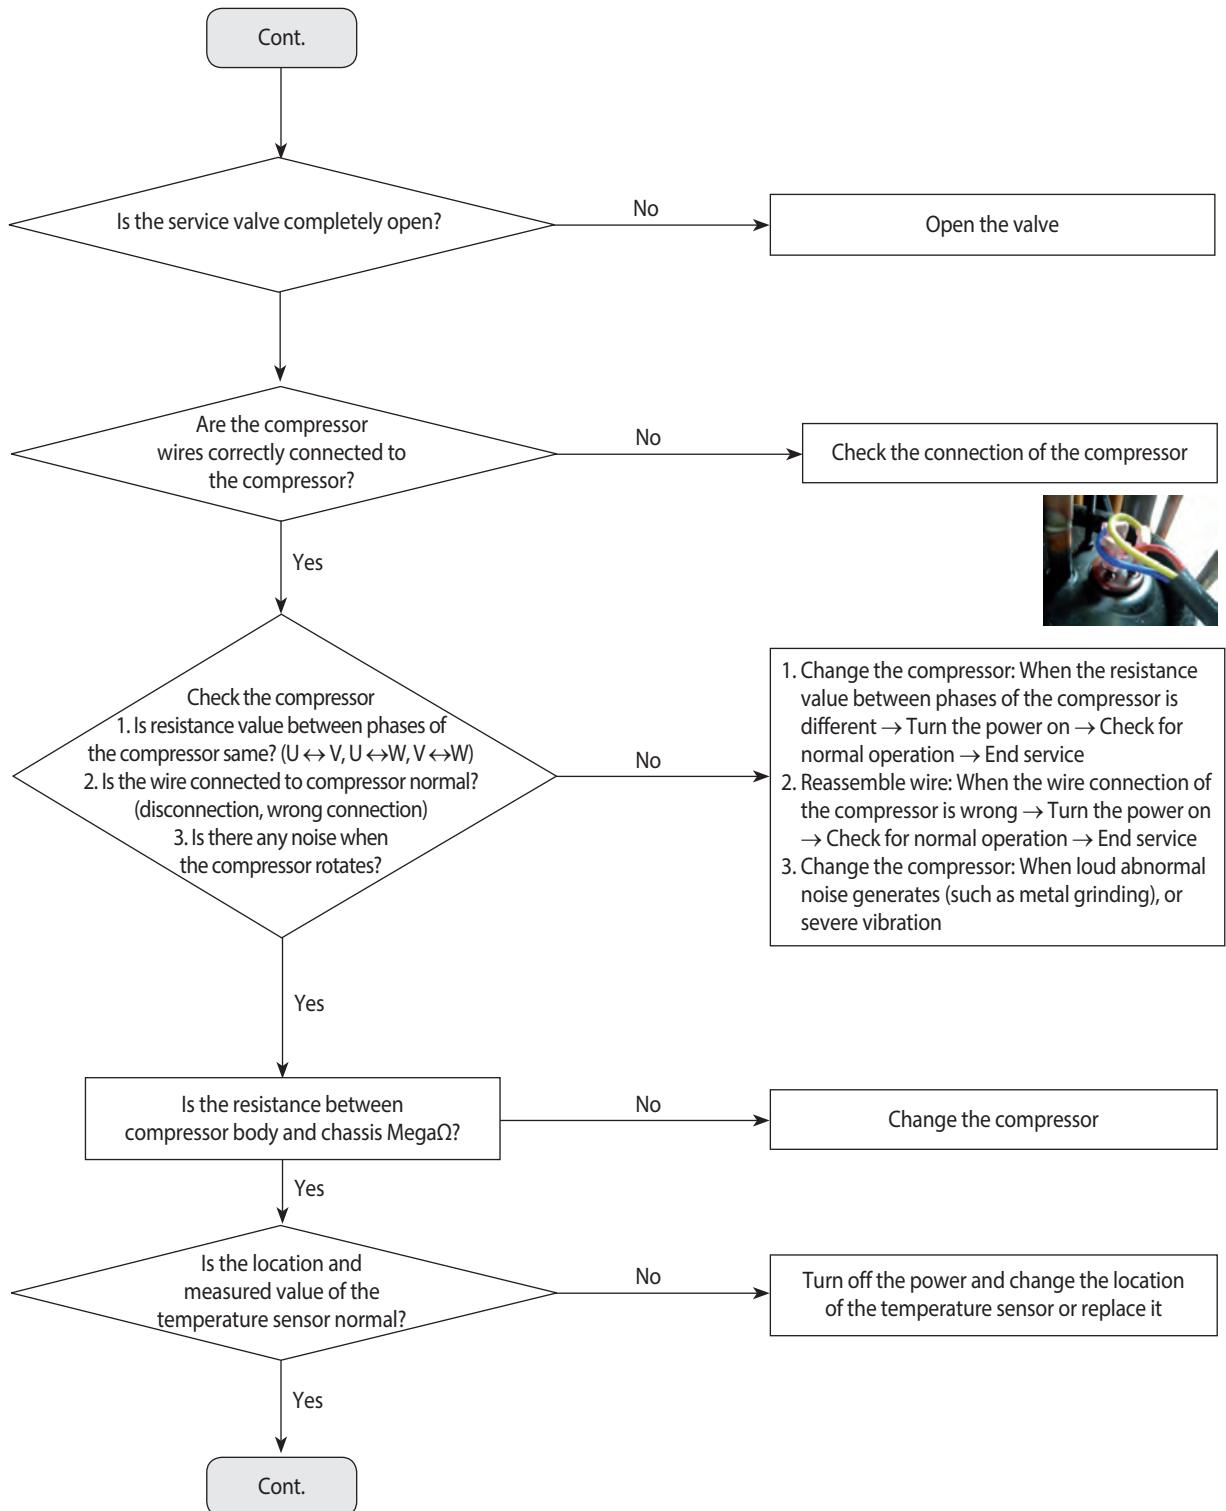 Cont.
Is the service valve completely open?
No
Open the valve
Are the compressor
wires correctly connected to
the compressor?
No
Check the connection of the compressor
Yes
Check the compressor
1. Is resistance value between phases of
the compressor same? (U ↔ V, U ↔W, V ↔W)
2. Is the wire connected to compressor normal?
(disconnection, wrong connection)
3. Is there any noise when
the compressor rotates?
No
1. Change the compressor: When the resistance
value between phases of the compressor is
different → Turn the power on → Check for
normal operation → End service
2. Reassemble wire: When the wire connection of
the compressor is wrong → Turn the power on
→ Check for normal operation → End service
3. Change the compressor: When loud abnormal
noise generates (such as metal grinding), or
severe vibration
Yes
Is the resistance between
compressor body and chassis MegaΩ?
No
Change the compressor
Yes
Is the location and
measured value of the
temperature sensor normal?
No
Turn off the power and change the location
of the temperature sensor or replace it
Yes
Cont.